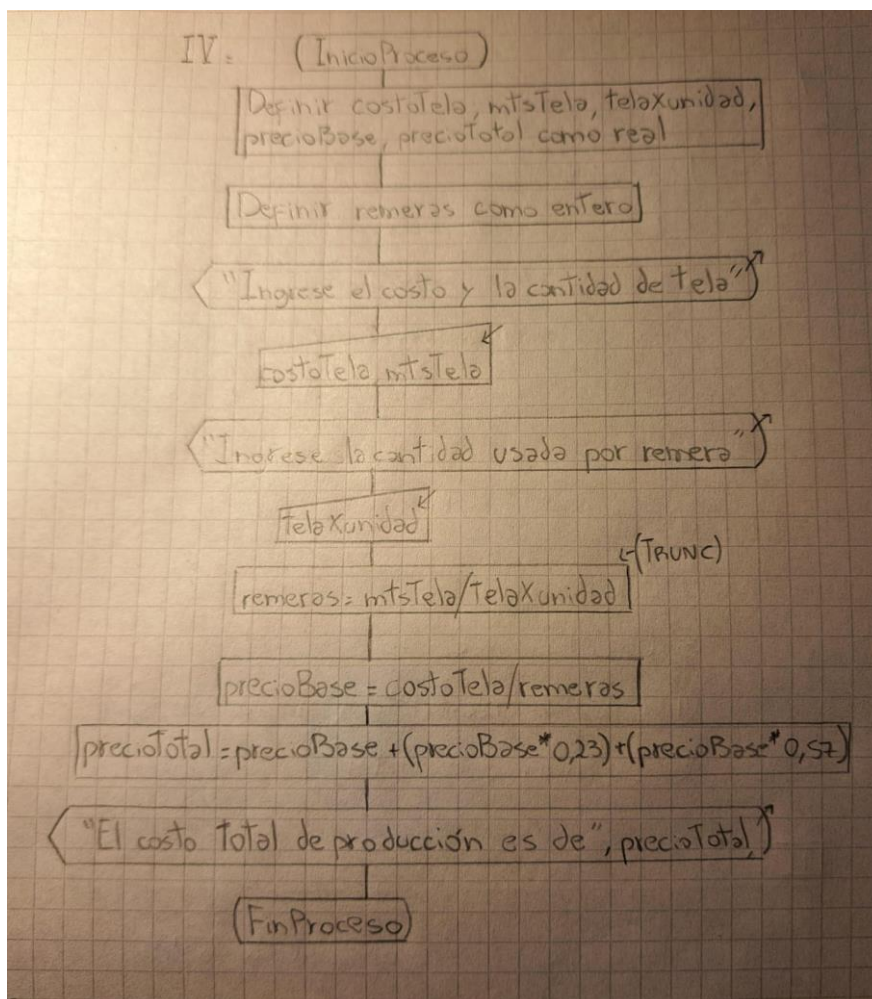 IV: (InicioProceso)
Definir costoTela, mtsTela, telaXunidad,
precioBase, precioTotal como real
Definir remeras como entero
"Ingrese el costo y la cantidad de tela"
costoTela, mtsTela
"Ingrese la cantidad usada por remera"
telaXunidad
(TRUNC)
remeras = mtsTela/telaXunidad
precioBase = costoTela/remeras
precioTotal = precioBase + (precioBase*0,23)+(precioBase*0,57)
"El costo total de producción es de", precioTotal
(FinProceso)